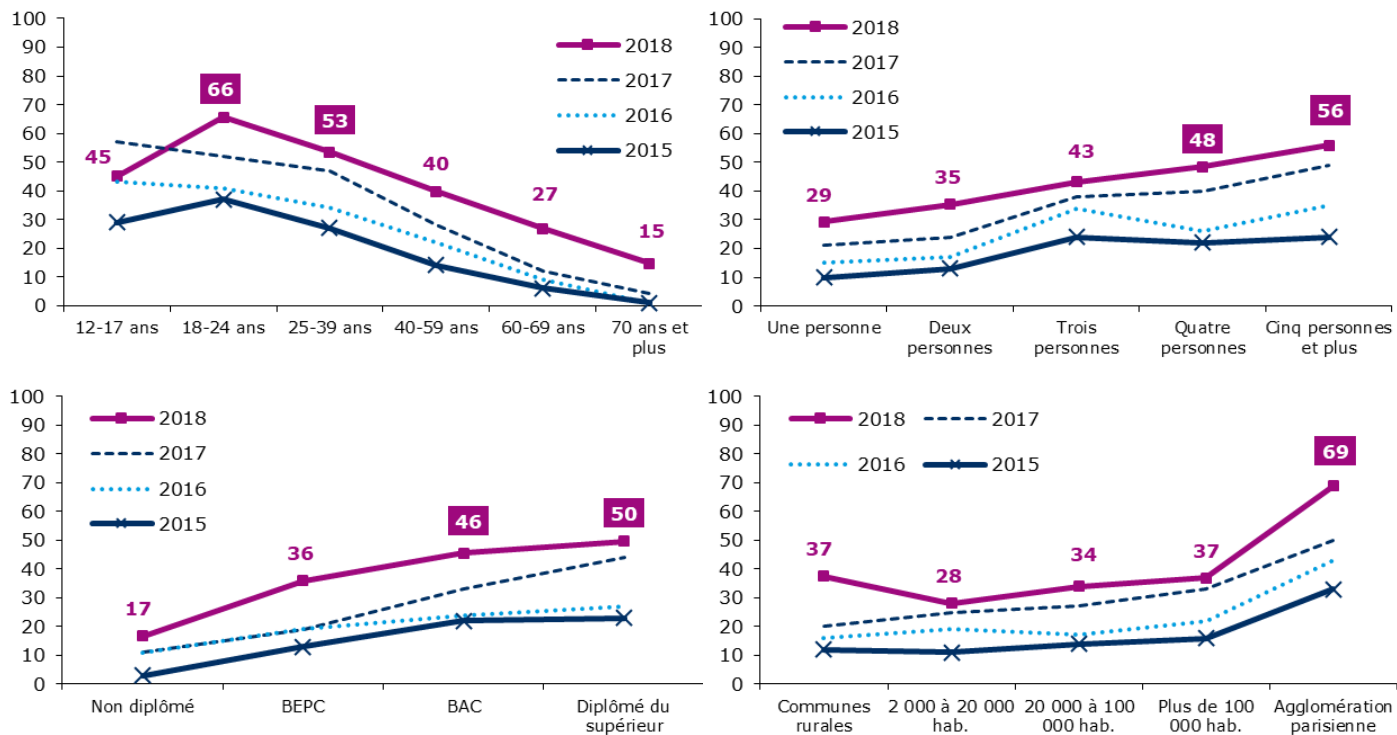 100
90
80
70
60
50
40
30
20
10
0
2018
2017
2016
2015
45
66
53
40
27
15
12-17 ans
18-24 ans
25-39 ans
40-59 ans
60-69 ans
70 ans et
plus
100
90
80
70
60
50
40
30
20
10
0
2018
2017
2016
2015
29
35
43
48
56
Une personne
Deux
personnes
Trois
personnes
Quatre
personnes
Cinq personnes
et plus
100
90
80
70
60
50
40
30
20
10
0
2018
2017
2016
2015
17
36
46
50
Non diplômé
BEPC
BAC
Diplômé du
supérieur
100
90
80
70
60
50
40
30
20
10
0
2018
2017
2016
2015
37
28
34
37
69
Communes
rurales
2 000 à 20 000
hab.
20 000 à 100
000 hab.
Plus de 100
000 hab.
Agglomération
parisienne